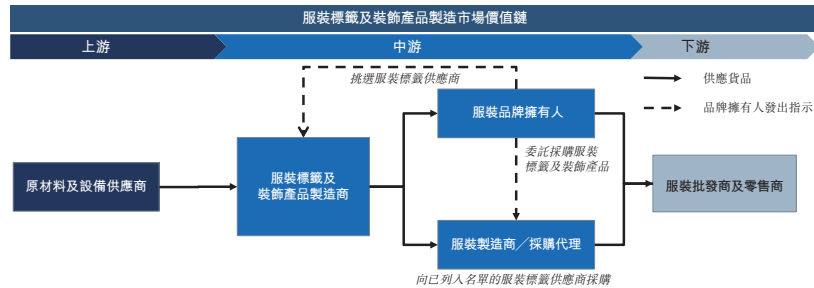 服裝標籤及裝飾產品製造市場價值鏈
上游
中游
下游
挑選服裝標籤供應商
供應貨品
品牌擁有人發出指示
服裝品牌擁有人
委託採購服裝
標籤及裝飾產品
原材料及設備供應商
服裝標籤及
裝飾產品製造商
服裝批發商及零售商
服裝製造商／採購代理
向已列入名單的服裝標籤供應商採購